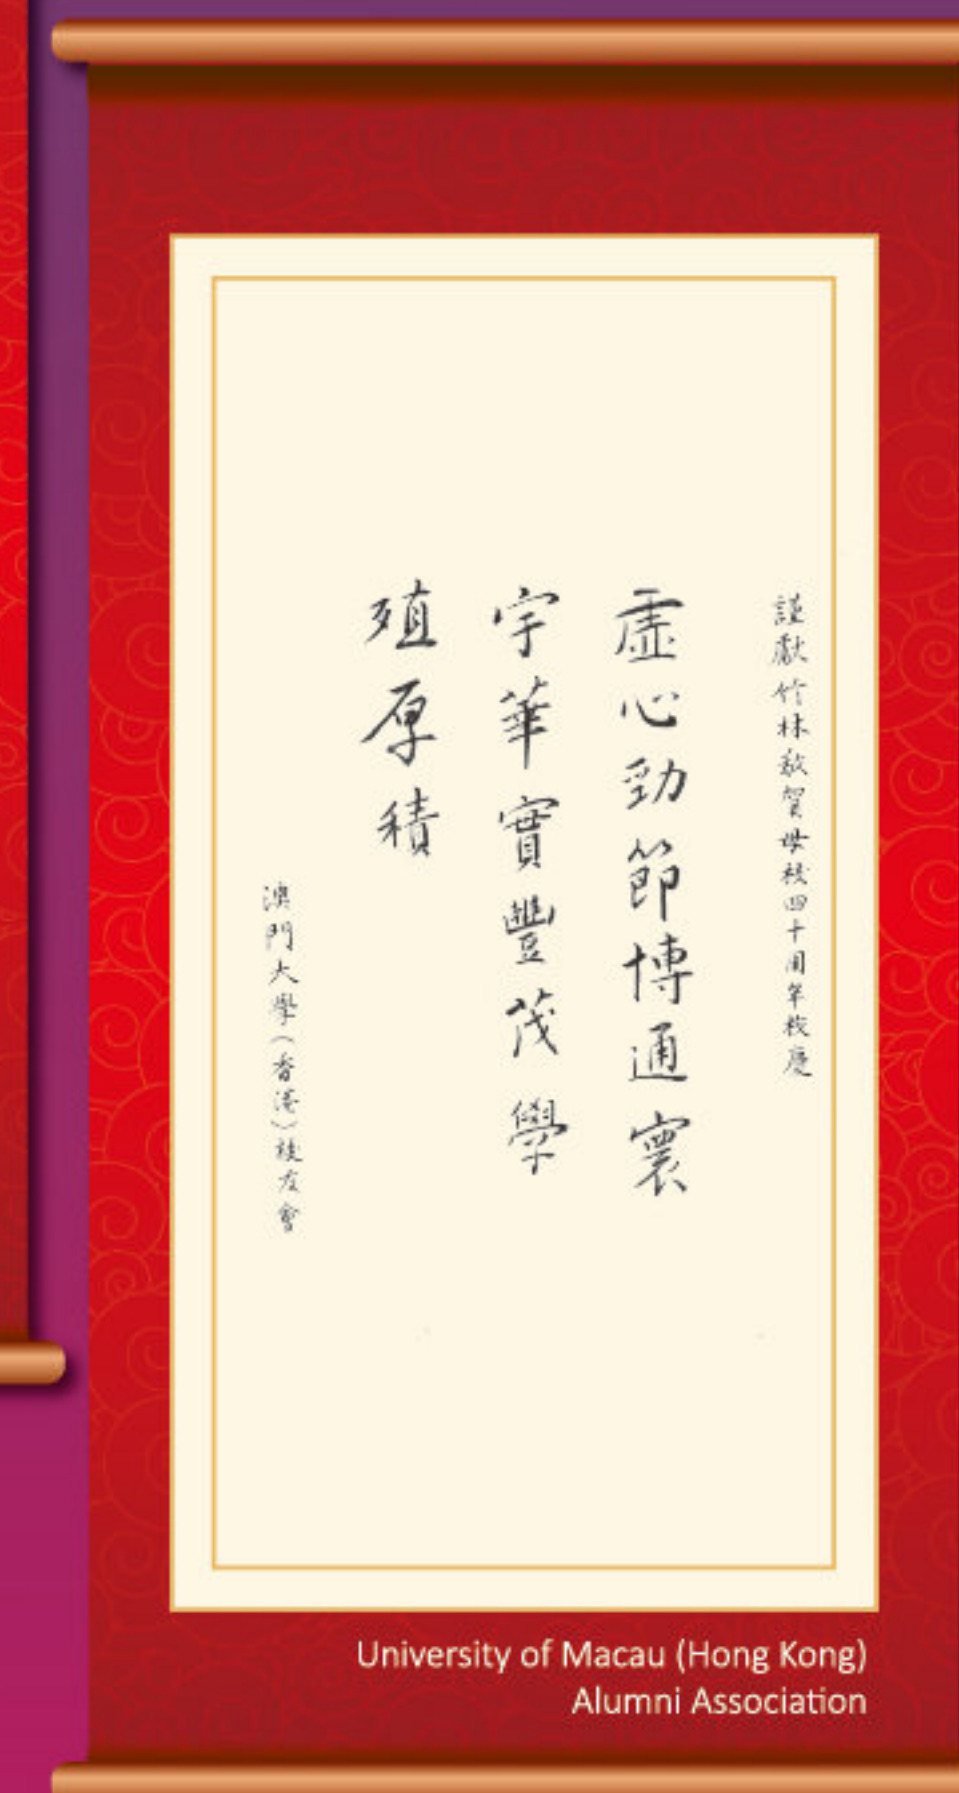 謹獻竹林敬賀母校四十周年校慶
虛心勁節博通寰
宇華實豐茂學
殖厚積
澳門大學(香港)校友會
University of Macau (Hong Kong)
Alumni Association